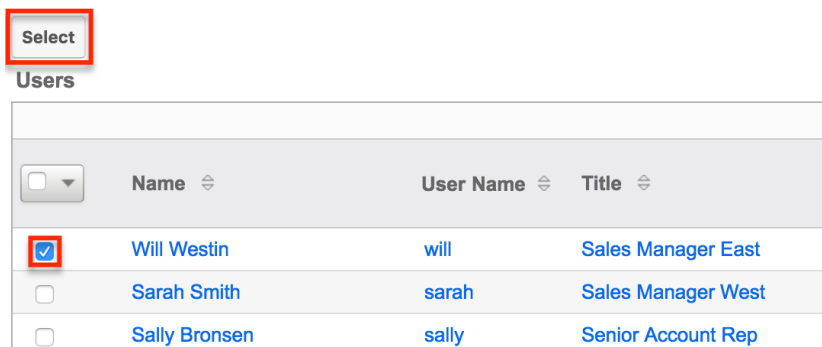 Select
Users
Name User Name Title
Will Westin will Sales Manager East
Sarah Smith sarah Sales Manager West
Sally Bronsen sally Senior Account Rep